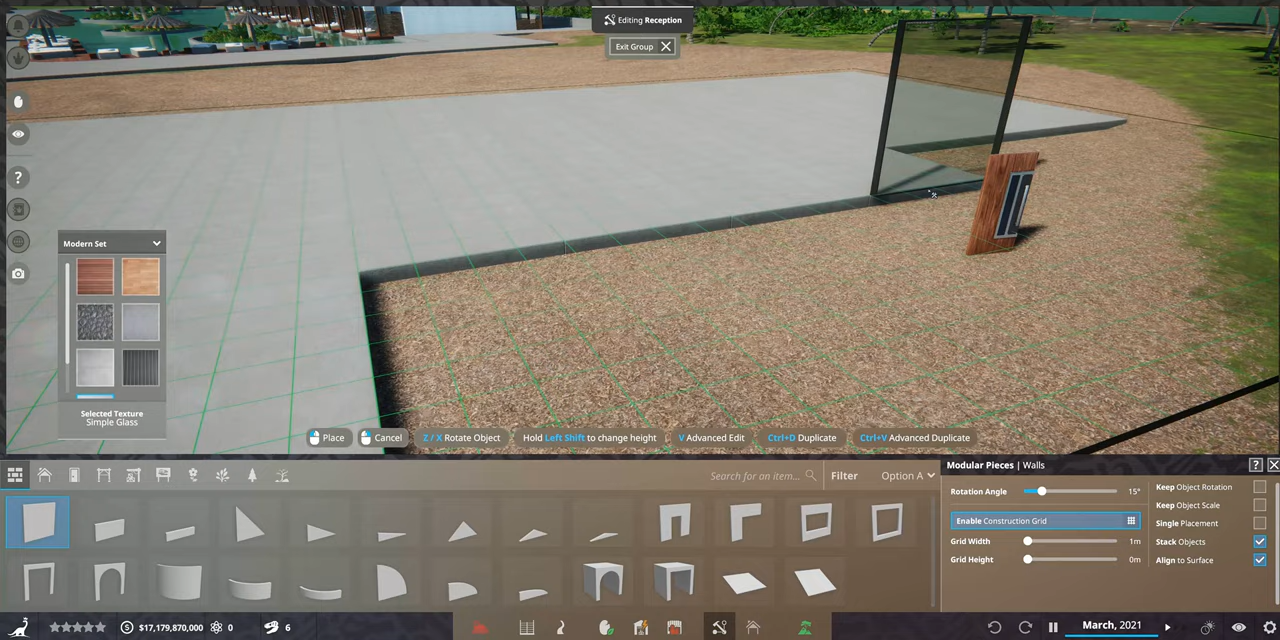 Editing Reception
Exit Group
Modern Set
Selected Texture
Simple Glass
Place
Cancel
Z / X Rotate Object
Hold Left Shift to change height
V Advanced Edit
Ctrl+D Duplicate
Ctrl+V Advanced Duplicate
Search for an item...
Filter
Option A
Modular Pieces | Walls
?
Rotation Angle
15°
Enable Construction Grid
Grid Width
1m
Grid Height
0m
Keep Object Rotation
Keep Object Scale
Single Placement
Stack Objects
Align to Surface
$17,179,870,000
0
6
March, 2021